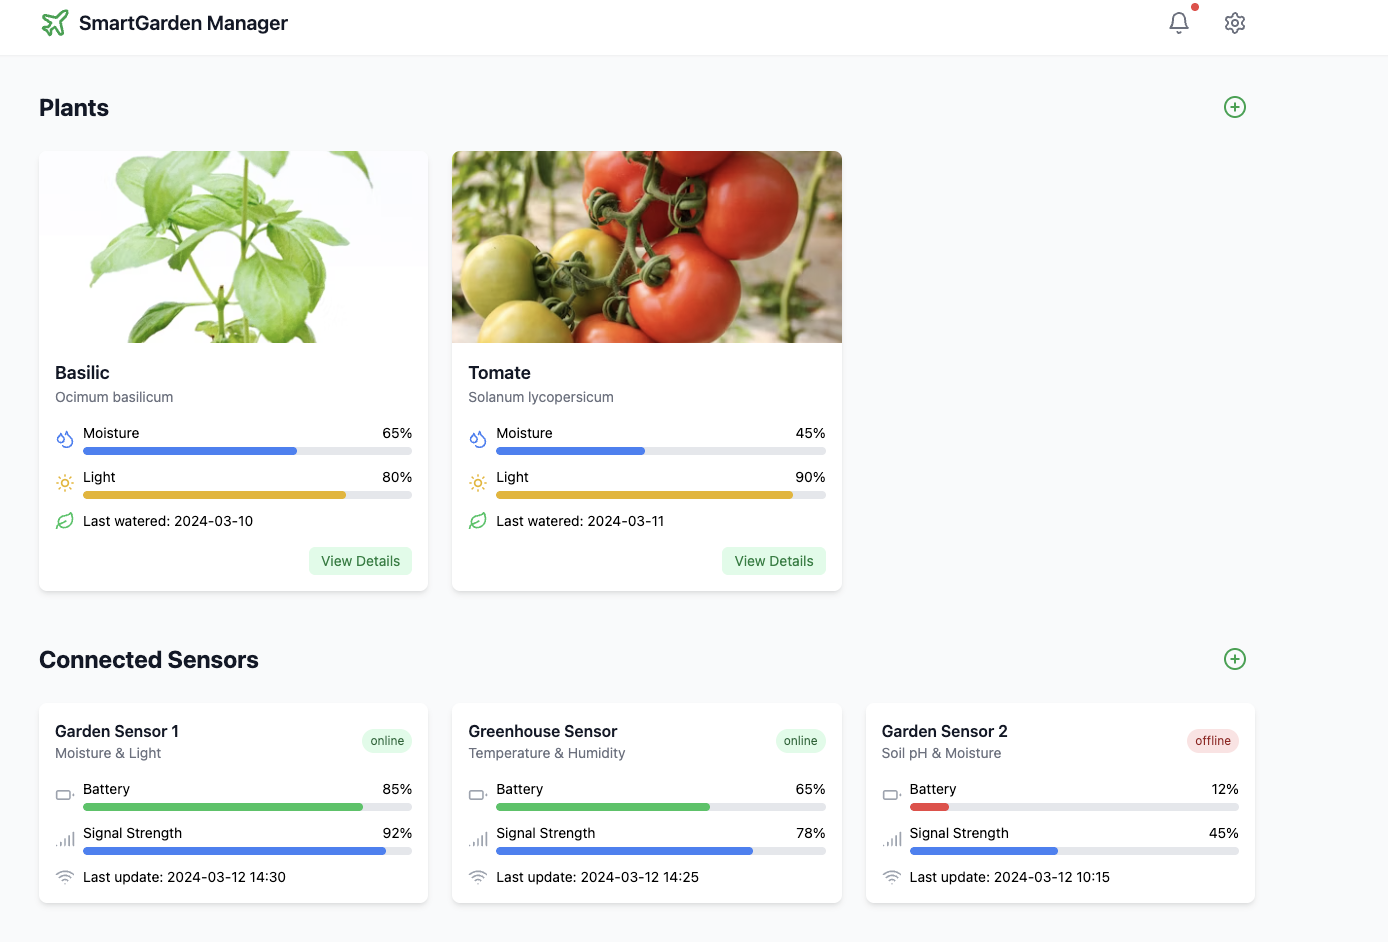 SmartGarden Manager
Plants
Basilic
Ocimum basilicum
Moisture 65%
Light 80%
Last watered: 2024-03-10
View Details
Tomate
Solanum lycopersicum
Moisture 45%
Light 90%
Last watered: 2024-03-11
View Details
Connected Sensors
Garden Sensor 1
Moisture & Light
online
Battery 85%
Signal Strength 92%
Last update: 2024-03-12 14:30
Greenhouse Sensor
Temperature & Humidity
online
Battery 65%
Signal Strength 78%
Last update: 2024-03-12 14:25
Garden Sensor 2
Soil pH & Moisture
offline
Battery 12%
Signal Strength 45%
Last update: 2024-03-12 10:15